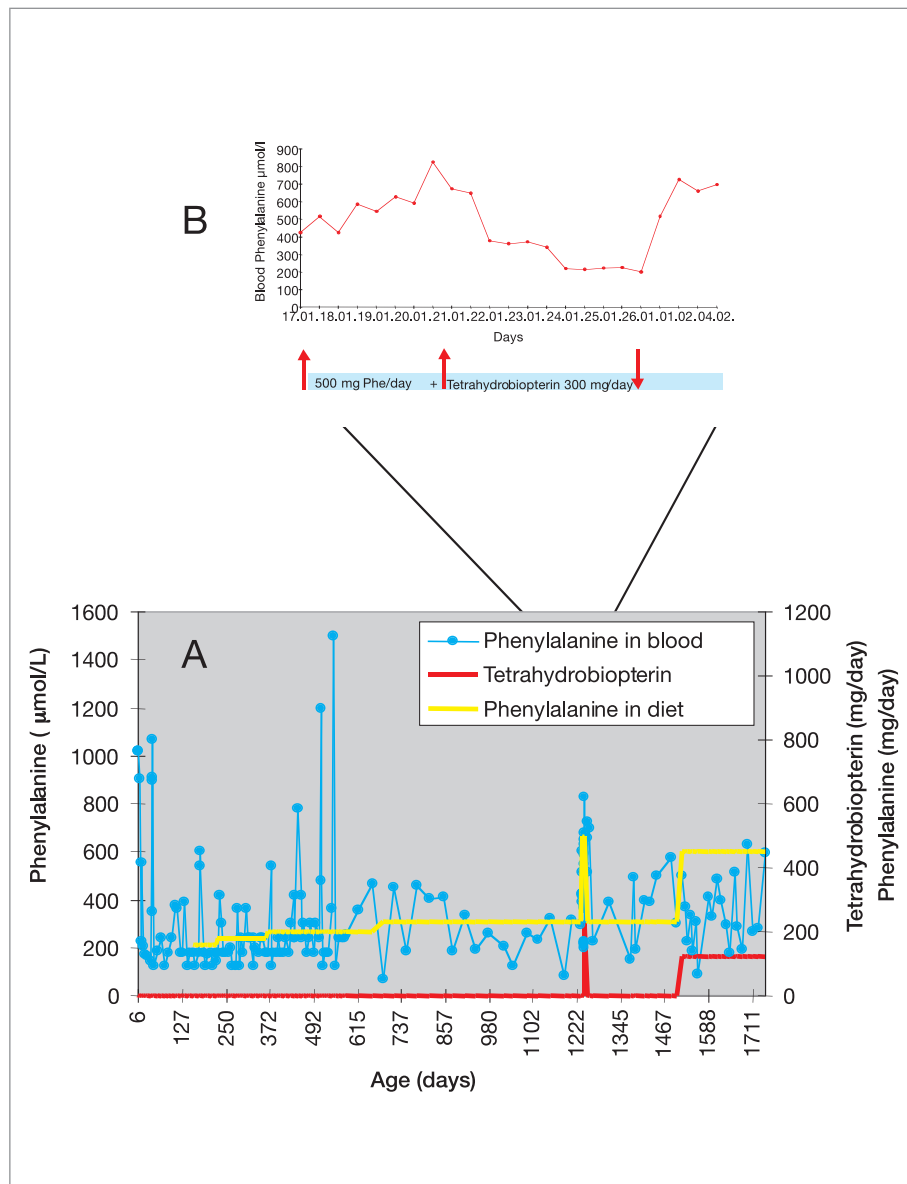 B
Blood Phenylalanine µmol/l
900
800
700
600
500
400
300
200
100
0
17.01.18.01.19.01.20.01.21.01.22.01.23.01.24.01.25.01.26.01.01.02.04.02.
Days
500 mg Phe/day + Tetrahydrobiopterin 300 mg/day
A
Phenylalanine ( µmol/L)
1600
1400
1200
1000
800
600
400
200
0
Phenylalanine in blood
Tetrahydrobiopterin
Phenylalanine in diet
1200
1000
800
600
400
200
0
Tetrahydrobiopterin (mg/day)
Phenylalanine (mg/day)
6 127 250 372 492 615 737 857 980 1102 1222 1345 1467 1588 1711
Age (days)